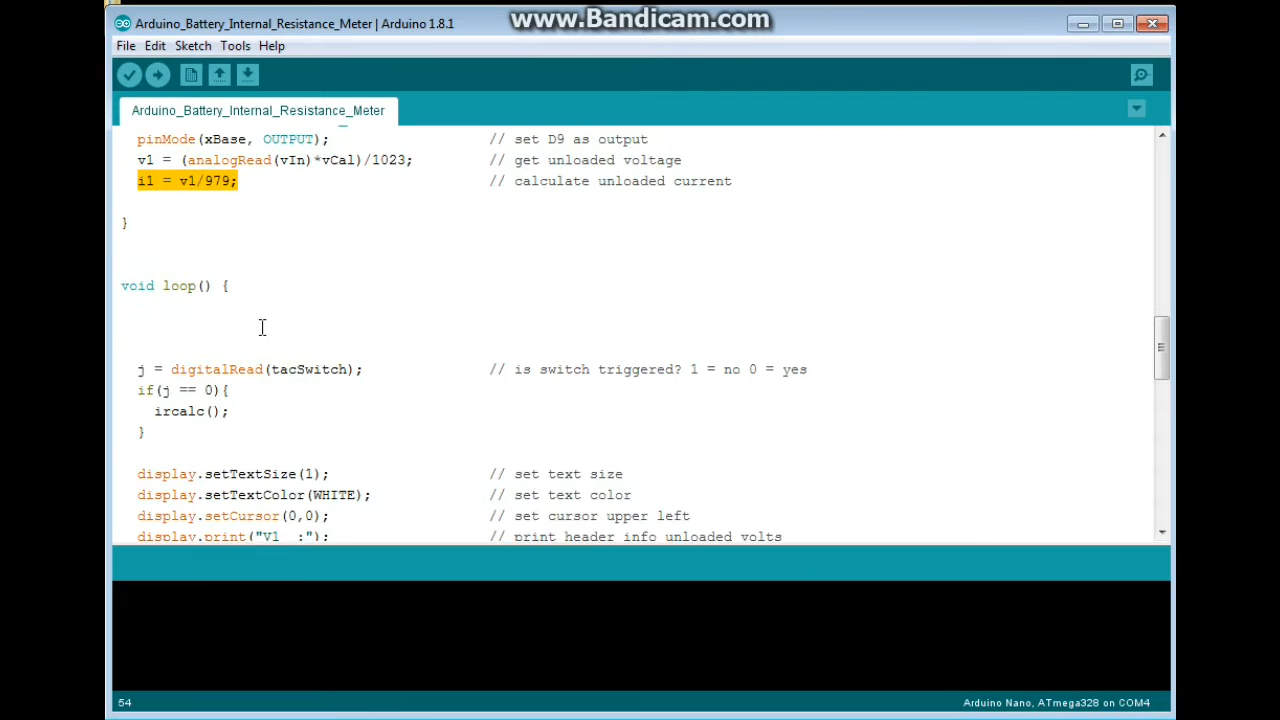 www.Bandicam.com
Arduino_Battery_Internal_Resistance_Meter | Arduino 1.8.1
File Edit Sketch Tools Help
Arduino_Battery_Internal_Resistance_Meter
pinMode(xBase, OUTPUT); // set D9 as output
v1 = (analogRead(vIn)*vCal)/1023; // get unloaded voltage
i1 = v1/979; // calculate unloaded current
}
void loop() {
j = digitalRead(tacSwitch); // is switch triggered? 1 = no 0 = yes
if(j == 0){
ircalc();
}
display.setTextSize(1); // set text size
display.setTextColor(WHITE); // set text color
display.setCursor(0,0); // set cursor upper left
display.print("V1 :"); // print header info unloaded volts
54
Arduino Nano, ATmega328 on COM4